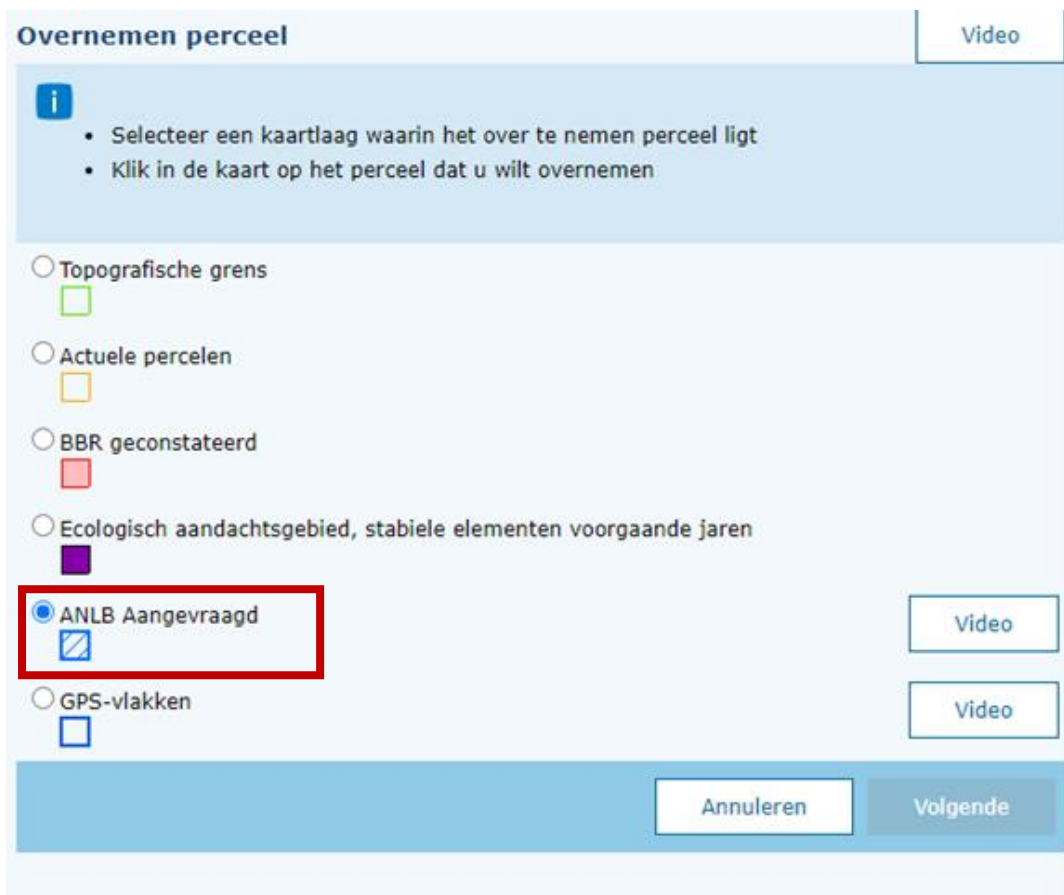 Overnemen perceel
Video
i
• Selecteer een kaartlaag waarin het over te nemen perceel ligt
• Klik in de kaart op het perceel dat u wilt overnemen
Topografische grens
Actuele percelen
BBR geconstateerd
Ecologisch aandachtsgebied, stabiele elementen voorgaande jaren
ANLB Aangevraagd
Video
GPS-vlakken
Video
Annuleren
Volgende